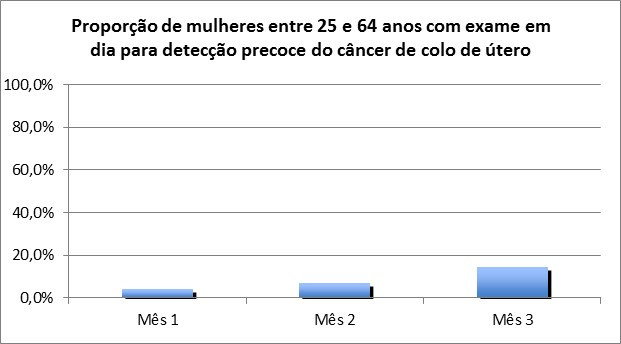 Proporção de mulheres entre 25 e 64 anos com exame em
dia para detecção precoce do câncer de colo de útero
100,0%
80,0%
60,0%
40,0%
20,0%
0,0%
Mês 1
Mês 2
Mês 3